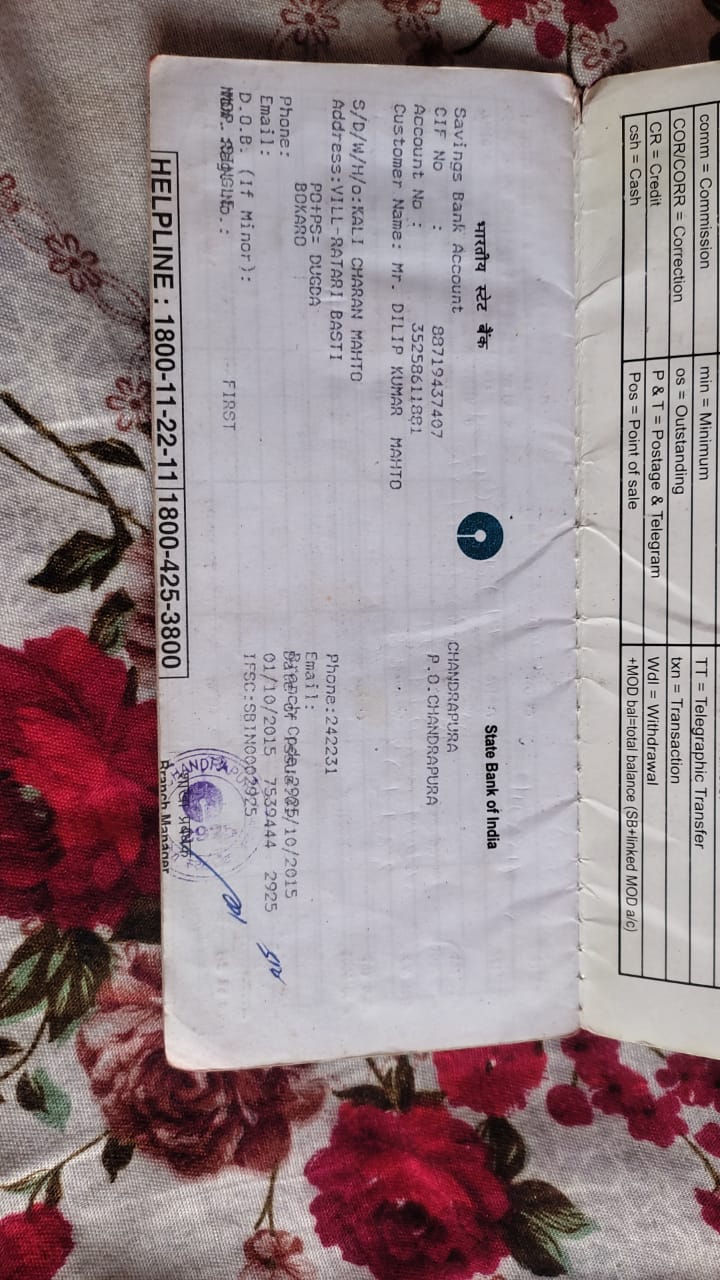 comm = Commission min = Minimum TT = Telegraphic Transfer
COR/CORR = Correction os = Outstanding txn = Transaction
CR = Credit P & T = Postage & Telegram Wdl = Withdrawal
csh = Cash Pos = Point of sale +MOD bal=total balance (SB+linked MOD a/c)
भारतीय स्टेट बैंक State Bank of India
Savings Bank Account CHANDRAPURA
CIF No : 88719437407 P.O:CHANDRAPURA
Account No : 35258611881
Customer Name: Mr. DILIP KUMAR MAHTO
S/D/W/H/o:KALI CHARAN MAHTO
Address:VILL-RATARI BASTI Phone:242231
PO+PS= DUGDA Email:
BOKARO
Phone:
Email: 01/10/2015 7539444 2925
D.O.B. (If Minor): IFSC:SBIN0002925
FIRST
HELPLINE : 1800-11-22-11 1800-425-3800
शाखा प्रबंधक
Branch Manager